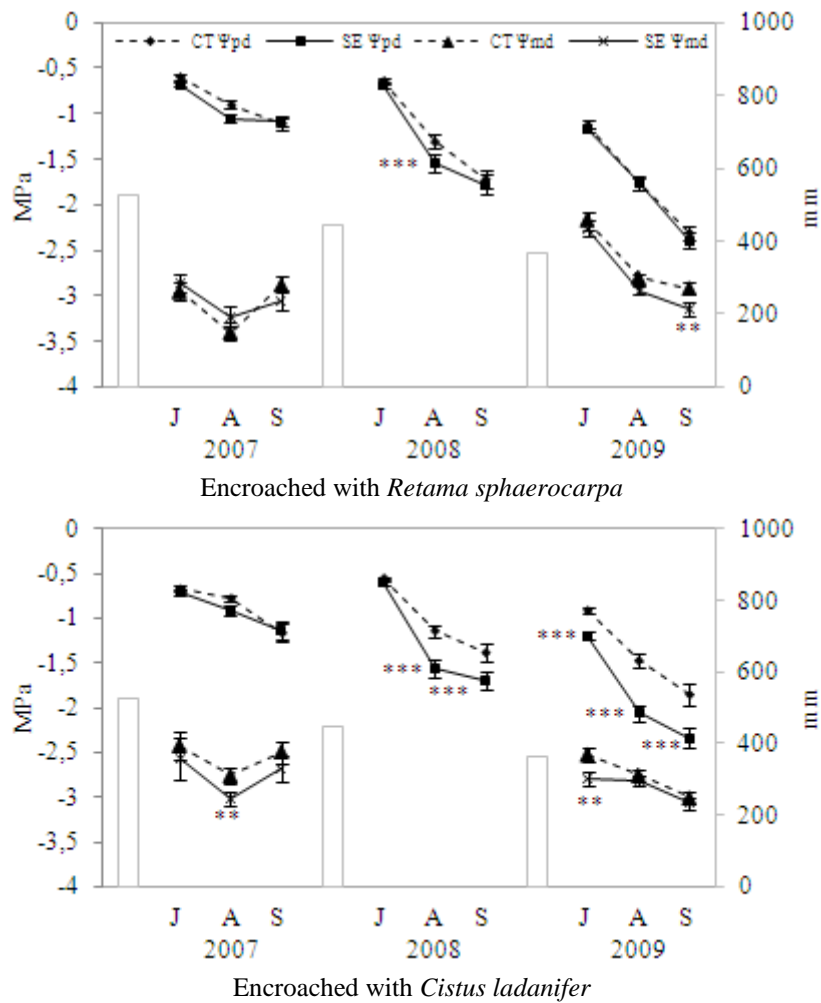 CT Ψpd SE Ψpd CT Ψmd SE Ψmd
0 1000
-0,5
-1 800
-1,5 600
-2
-2,5 400
-3 200
-3,5
-4 0
MPa
mm
***
**
J A S J A S J A S
2007 2008 2009
Encroached with Retama sphaerocarpa
0 1000
-0,5
-1 800
-1,5 600
-2
-2,5 400
-3 200
-3,5
-4 0
MPa
mm
***
*** ***
***
***
**
**
J A S J A S J A S
2007 2008 2009
Encroached with Cistus ladanifer